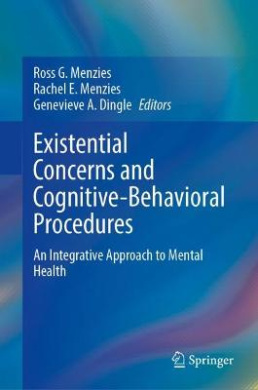 Ross G. Menzies
Rachel E. Menzies
Genevieve A. Dingle Editors
Existential
Concerns and
Cognitive-Behavioral
Procedures
An Integrative Approach to Mental
Health
Springer